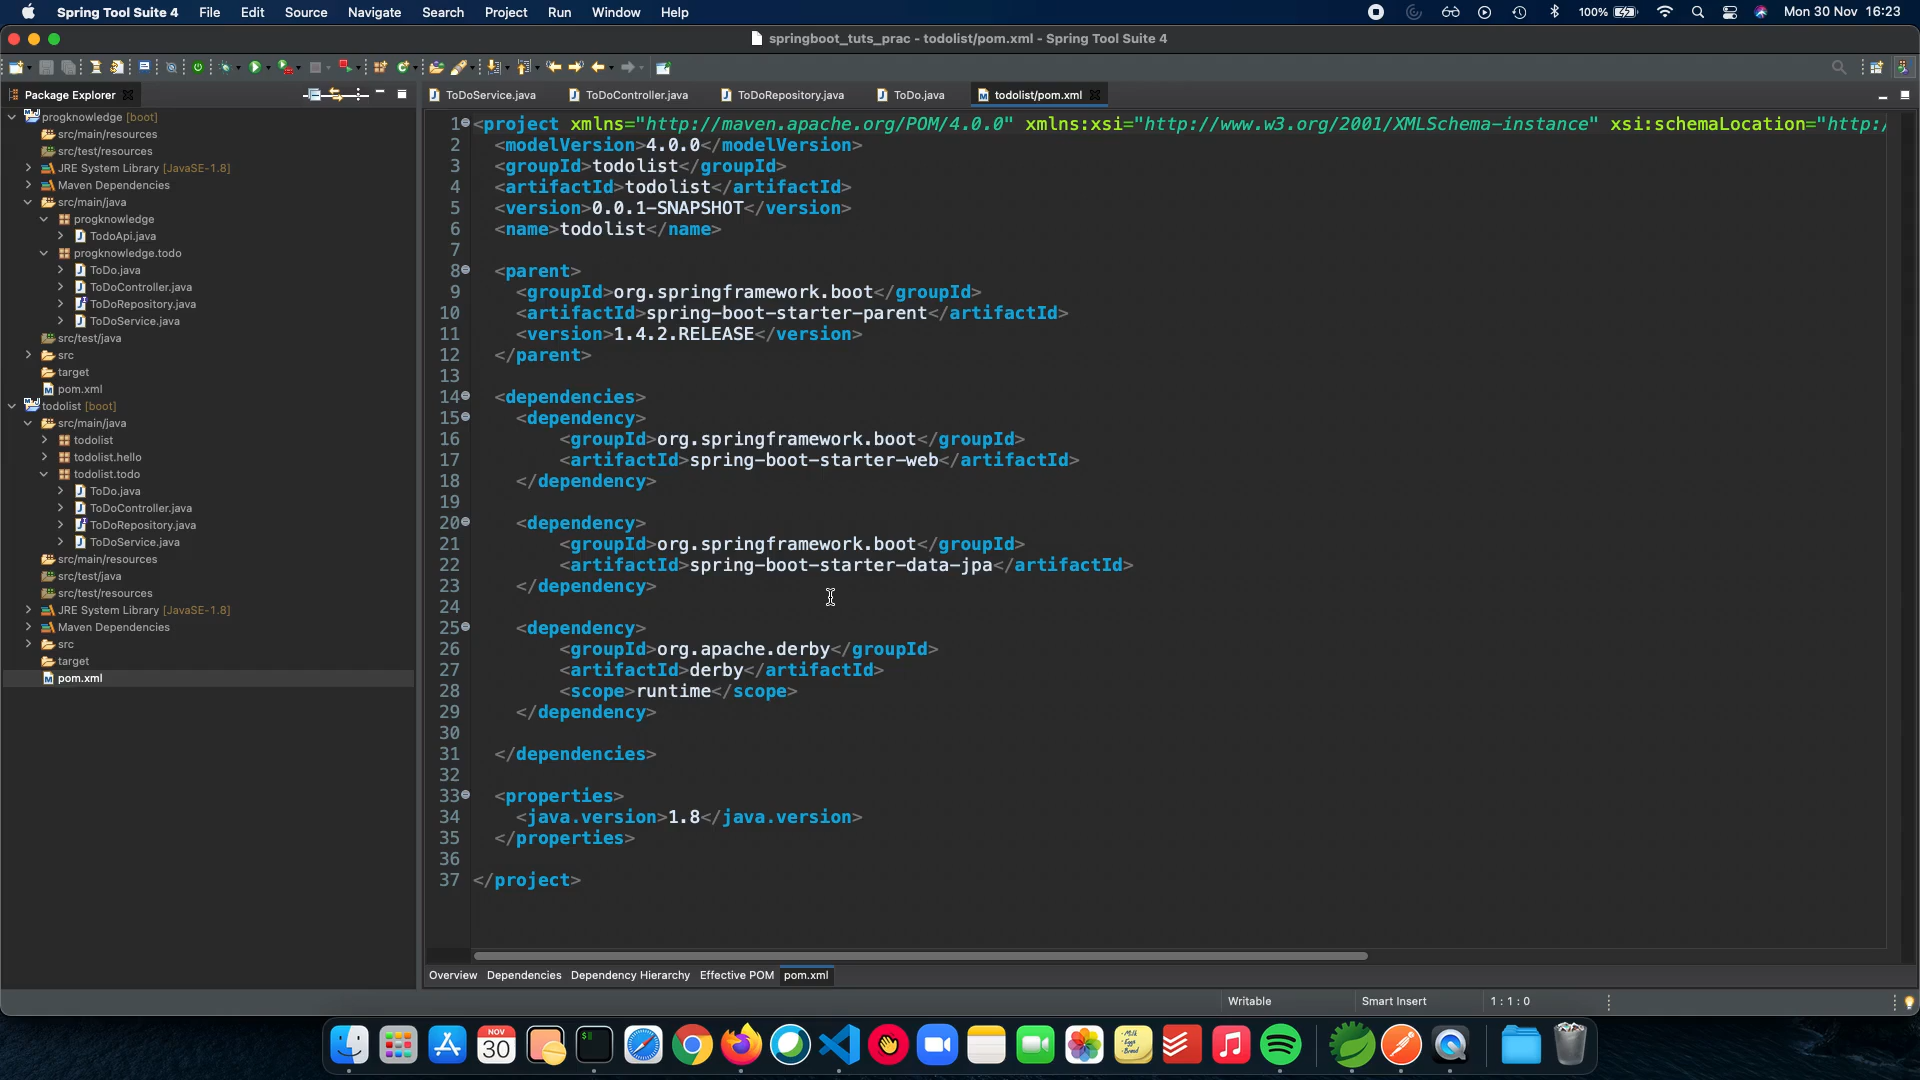 Spring Tool Suite 4 File Edit Source Navigate Search Project Run Window Help 100% Mon 30 Nov 16:23
springboot_tuts_prac - todolist/pom.xml - Spring Tool Suite 4
Package Explorer
progknowledge [boot]
src/main/resources
src/test/resources
JRE System Library [JavaSE-1.8]
Maven Dependencies
src/main/java
progknowledge
TodoApi.java
progknowledge.todo
ToDo.java
ToDoController.java
ToDoRepository.java
ToDoService.java
src/test/java
src
target
pom.xml
todolist [boot]
src/main/java
todolist
todolist.hello
todolist.todo
ToDo.java
ToDoController.java
ToDoRepository.java
ToDoService.java
src/main/resources
src/test/java
src/test/resources
JRE System Library [JavaSE-1.8]
Maven Dependencies
src
target
pom.xml
ToDoService.java ToDoController.java ToDoRepository.java ToDo.java todolist/pom.xml
1 <project xmlns="http://maven.apache.org/POM/4.0.0" xmlns:xsi="http://www.w3.org/2001/XMLSchema-instance" xsi:schemaLocation="http:/
2 <modelVersion>4.0.0</modelVersion>
3 <groupId>todolist</groupId>
4 <artifactId>todolist</artifactId>
5 <version>0.0.1-SNAPSHOT</version>
6 <name>todolist</name>
7
8 <parent>
9 <groupId>org.springframework.boot</groupId>
10 <artifactId>spring-boot-starter-parent</artifactId>
11 <version>1.4.2.RELEASE</version>
12 </parent>
13
14 <dependencies>
15 <dependency>
16 <groupId>org.springframework.boot</groupId>
17 <artifactId>spring-boot-starter-web</artifactId>
18 </dependency>
19
20 <dependency>
21 <groupId>org.springframework.boot</groupId>
22 <artifactId>spring-boot-starter-data-jpa</artifactId>
23 </dependency>
24
25 <dependency>
26 <groupId>org.apache.derby</groupId>
27 <artifactId>derby</artifactId>
28 <scope>runtime</scope>
29 </dependency>
30
31 </dependencies>
32
33 <properties>
34 <java.version>1.8</java.version>
35 </properties>
36
37 </project>
Overview Dependencies Dependency Hierarchy Effective POM pom.xml
Writable Smart Insert 1 : 1 : 0
NOV
30